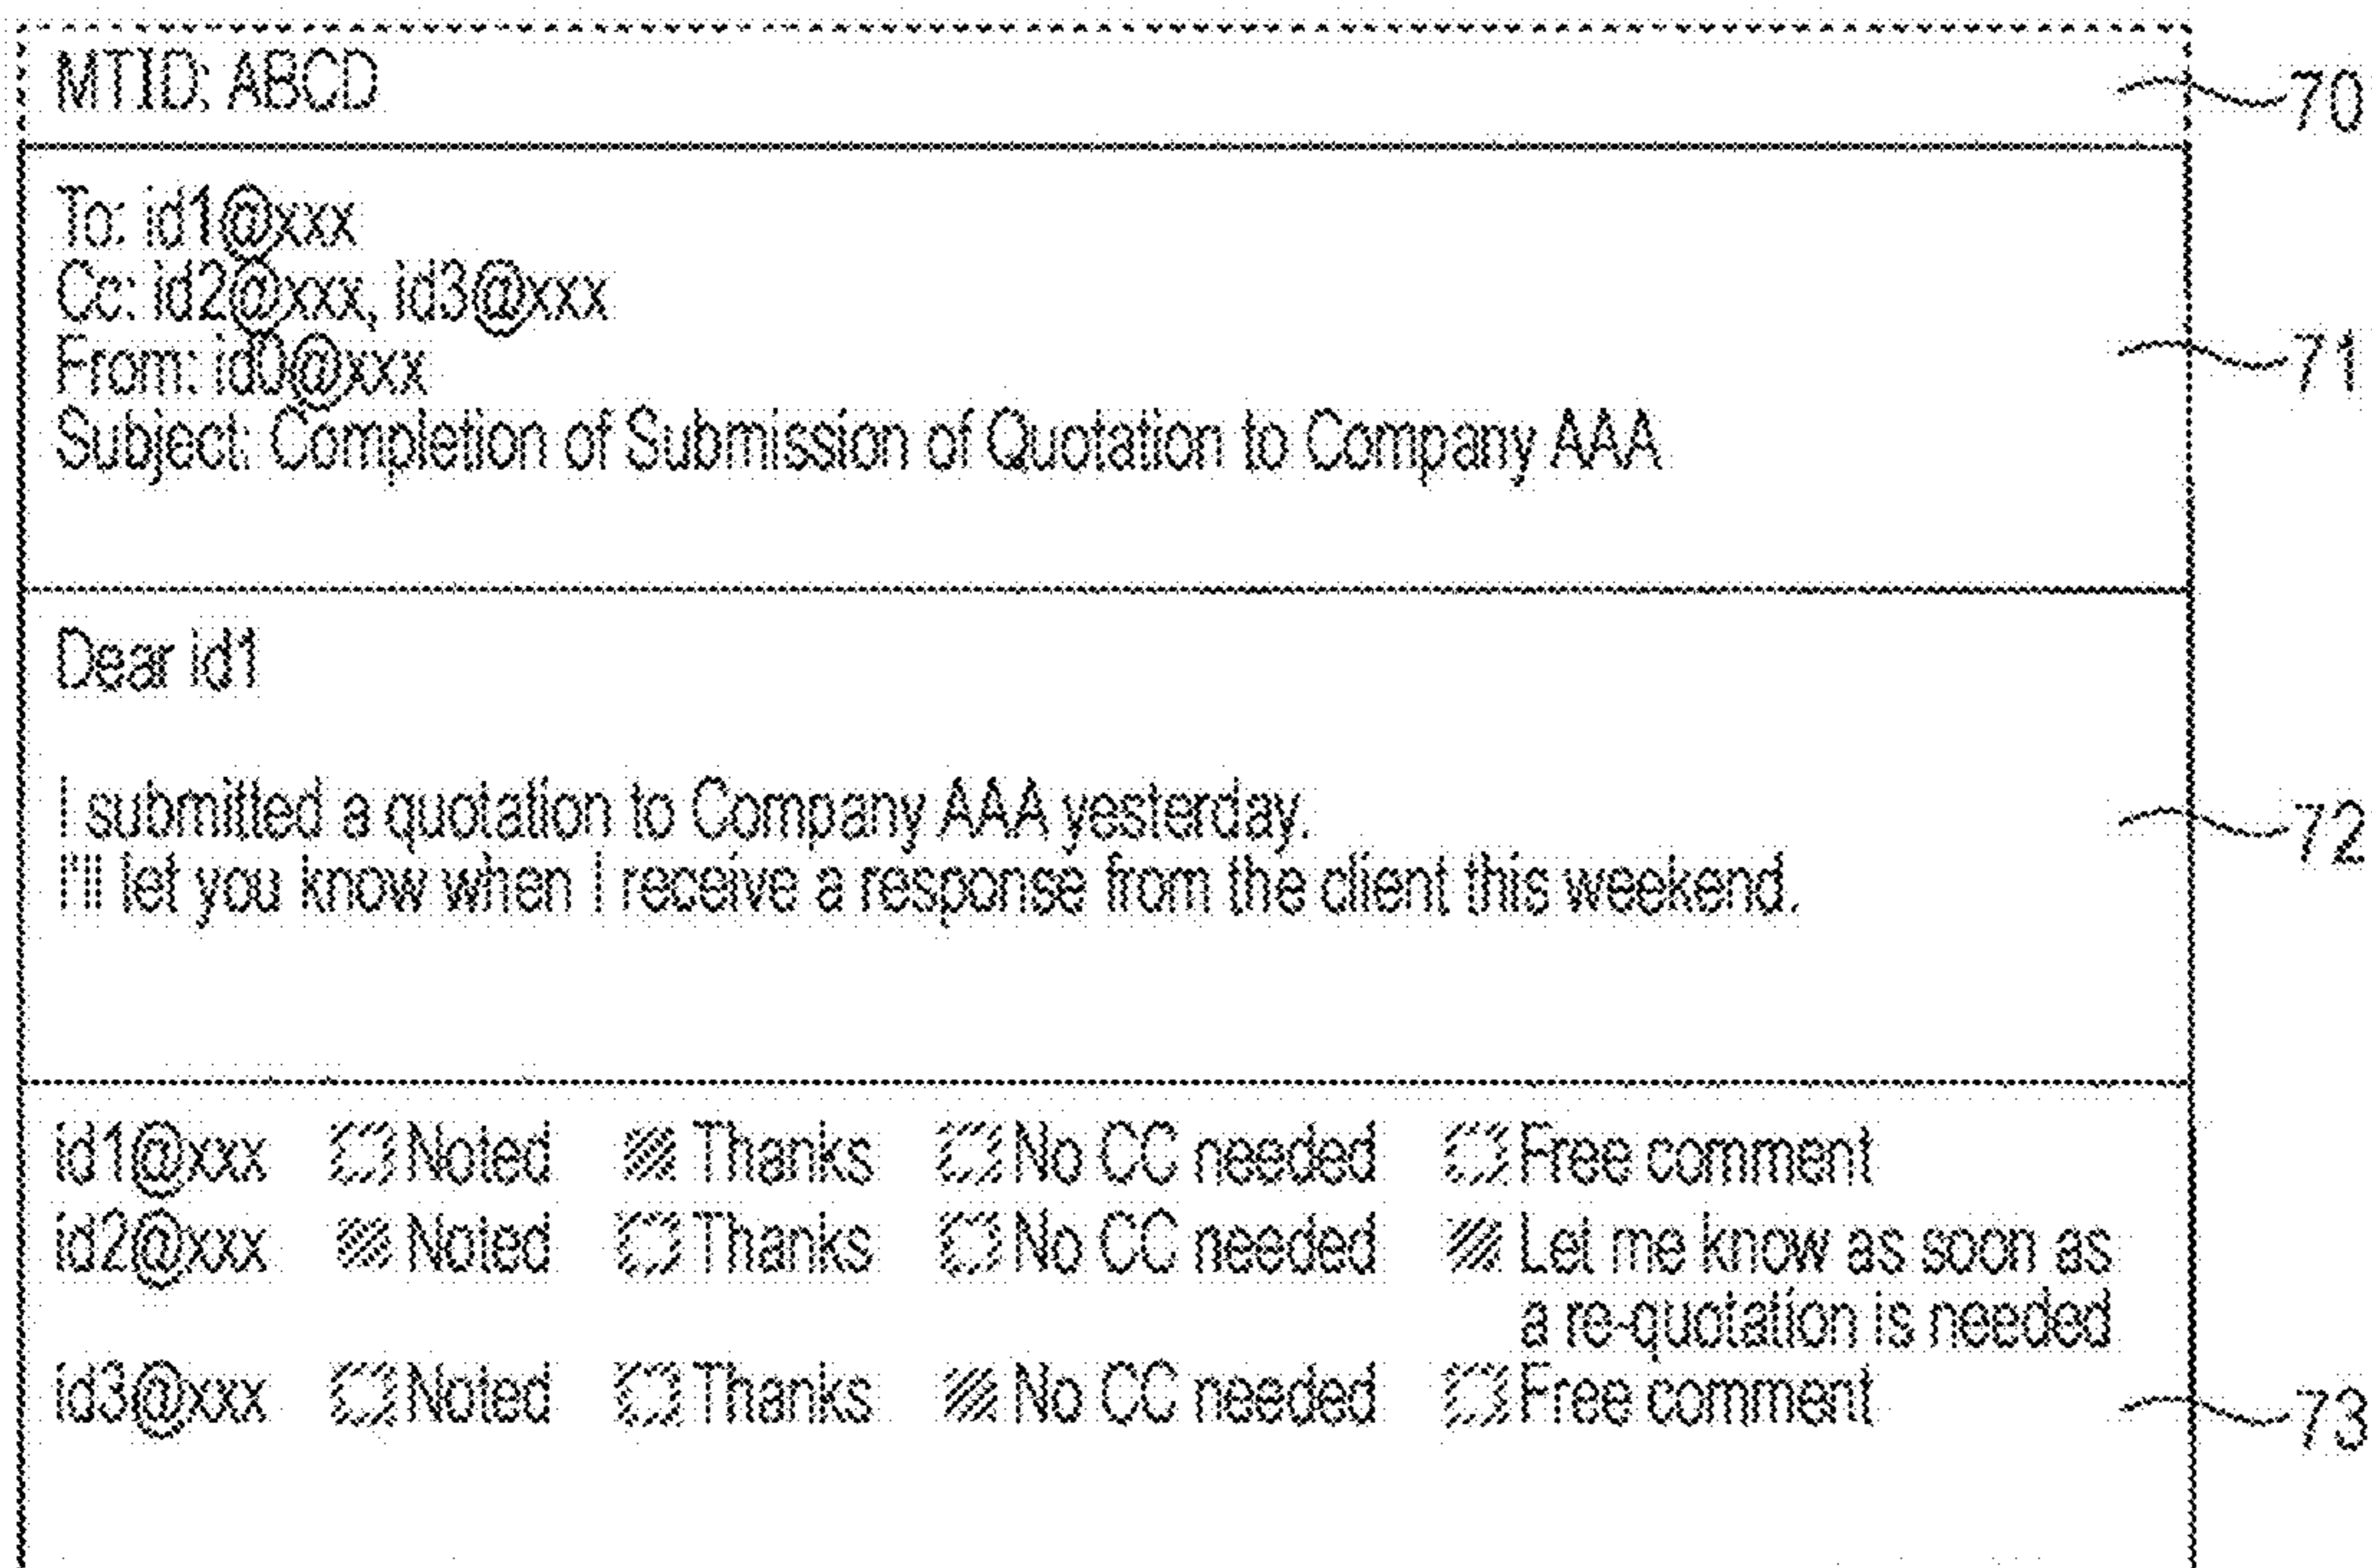 MTID: ABCD
70
To: id1@xxx
Cc: id2@xxx, id3@xxx
From: id0@xxx
71
Subject: Completion of Submission of Quotation to Company AAA
Dear id1
I submitted a quotation to Company AAA yesterday.
72
I'll let you know when I receive a response from the client this weekend.
id1@xxx Noted Thanks No CC needed Free comment
id2@xxx Noted Thanks No CC needed Let me know as soon as
a re-quotation is needed
id3@xxx Noted Thanks No CC needed Free comment
73